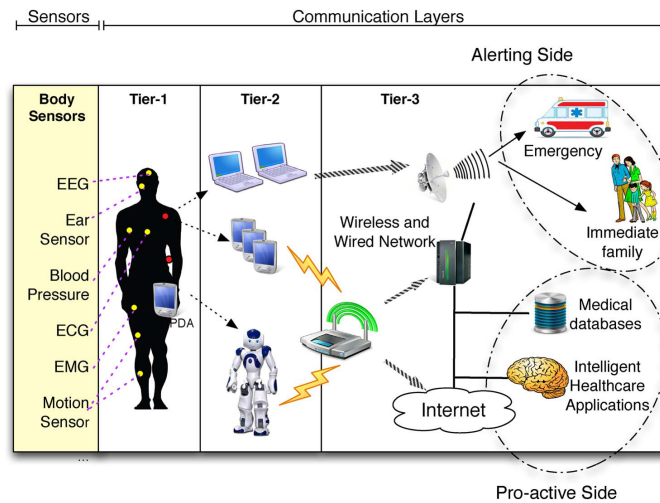 Sensors
Communication Layers
Alerting Side
Body
Sensors
Tier-1
Tier-2
Tier-3
EEG
Ear
Sensor
Blood
Pressure
ECG
EMG
Motion
Sensor
...
PDA
Wireless and
Wired Network
Internet
Emergency
Immediate
family
Medical
databases
Intelligent
Healthcare
Applications
Pro-active Side